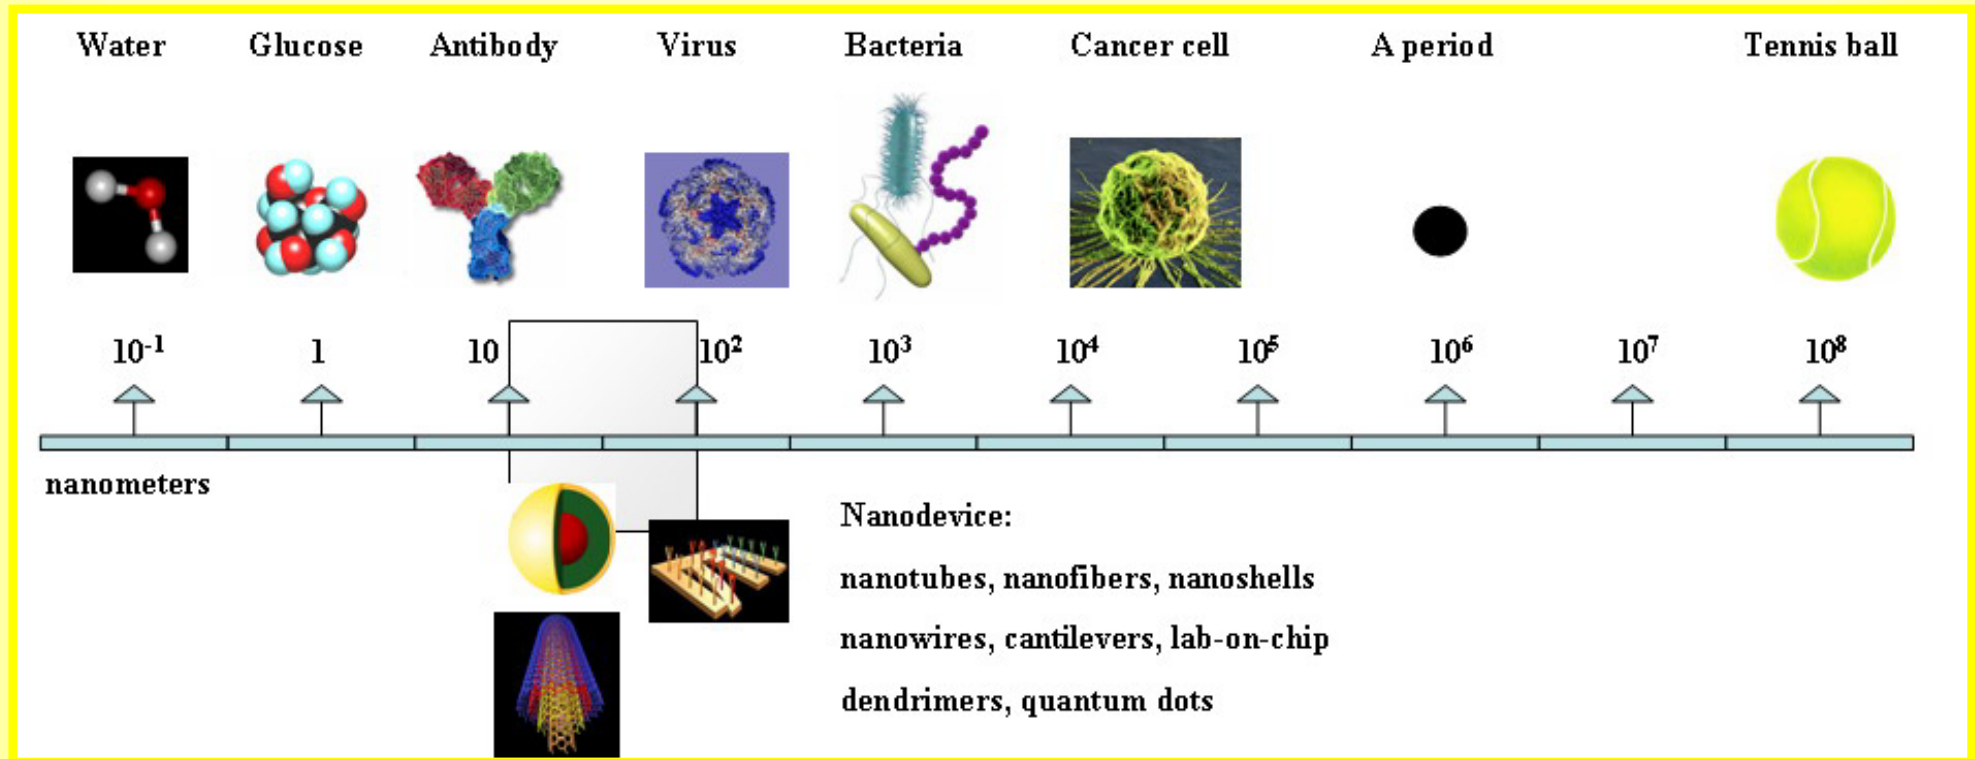 Water Glucose Antibody Virus Bacteria Cancer cell A period Tennis ball
10⁻¹ 1 10 10² 10³ 10⁴ 10⁵ 10⁶ 10⁷ 10⁸
nanometers
Nanodevice:
nanotubes, nanofibers, nanoshells
nanowires, cantilevers, lab-on-chip
dendrimers, quantum dots